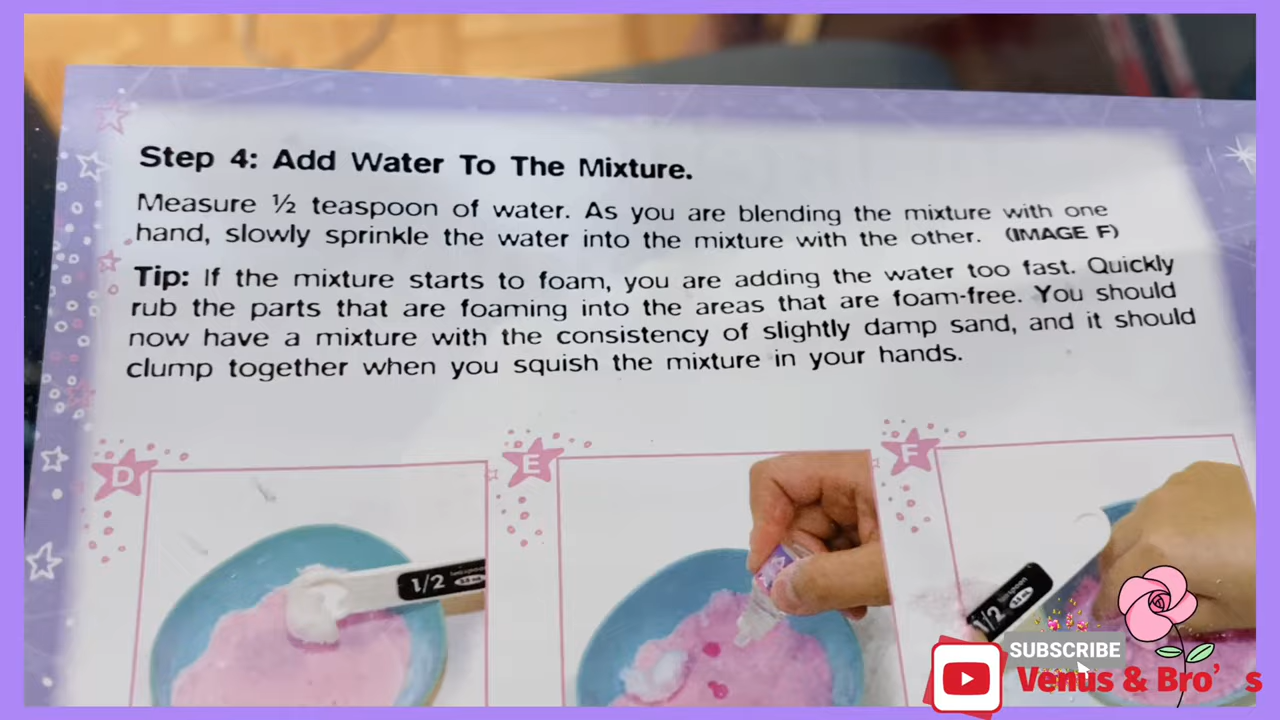 Step 4: Add Water To The Mixture.
Measure ½ teaspoon of water. As you are blending the mixture with one
hand, slowly sprinkle the water into the mixture with the other. (IMAGE F)
Tip: If the mixture starts to foam, you are adding the water too fast. Quickly
rub the parts that are foaming into the areas that are foam-free. You should
now have a mixture with the consistency of slightly damp sand, and it should
clump together when you squish the mixture in your hands.
D
E
F
1/2
1/2 teaspoon
SUBSCRIBE
Venus & Bro's